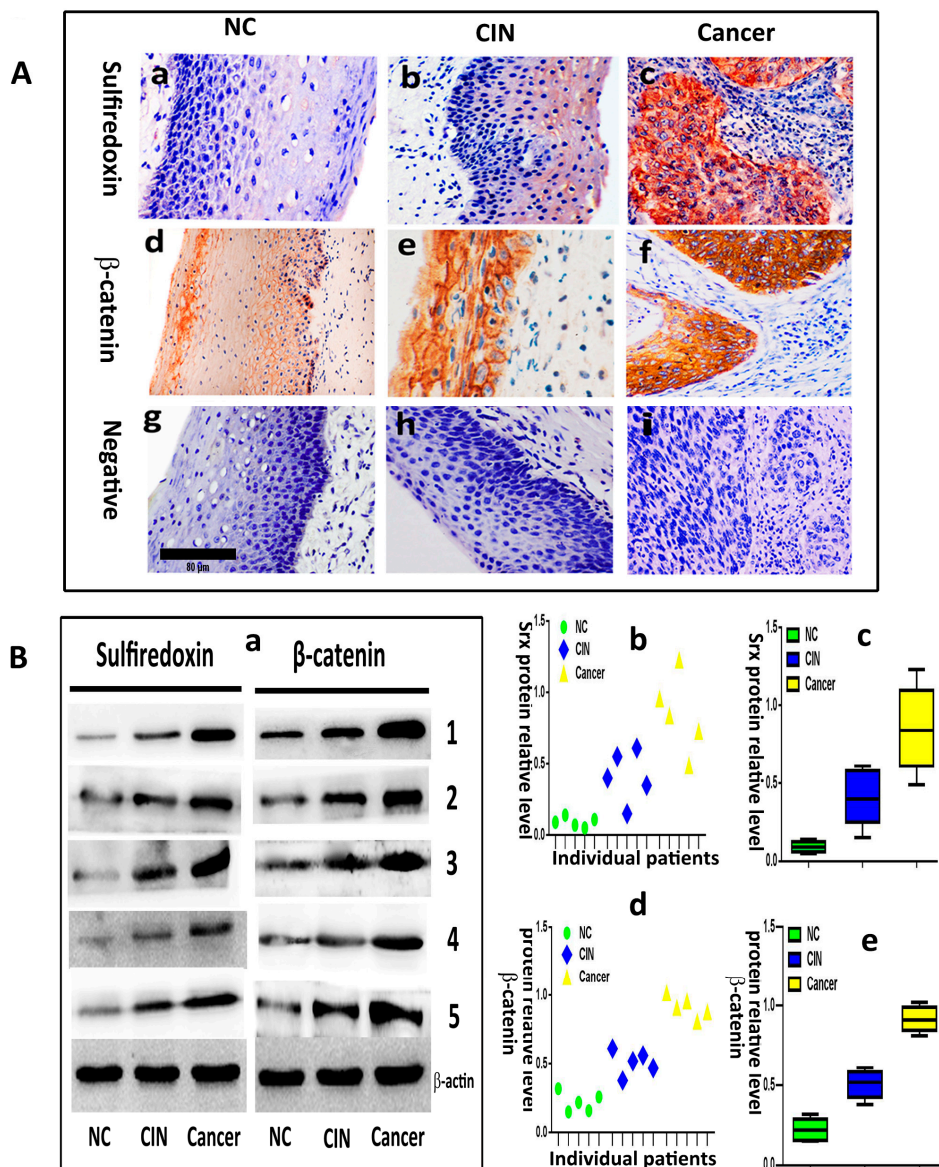 A
NC
CIN
Cancer
Sulfiredoxin
a
b
c
β-catenin
d
e
f
Negative
g
h
i
80 μm
B
a
Sulfiredoxin
β-catenin
1
2
3
4
5
β-actin
NC
CIN
Cancer
NC
CIN
Cancer
b
Srx protein relative level
1.5
1.0
0.5
0.0
NC
CIN
Cancer
Individual patients
c
Srx protein relative level
1.5
1.0
0.5
0.0
NC
CIN
Cancer
d
β-catenin
protein relative level
1.5
1.0
0.5
0.0
NC
CIN
Cancer
Individual patients
e
β-catenin
protein relative level
1.5
1.0
0.5
0.0
NC
CIN
Cancer